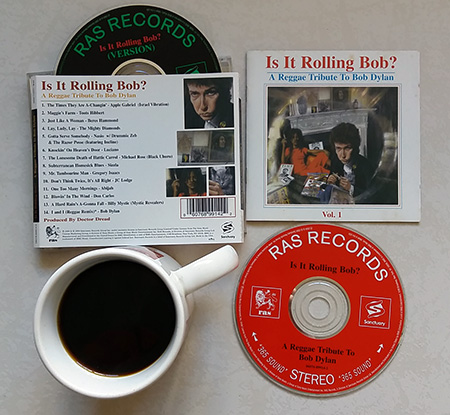 RAS RECORDS
Is It Rolling Bob?
(VERSION)
Is It Rolling Bob?
A Reggae Tribute To Bob Dylan
1. The Times They Are A-Changin' - Apple Gabriel (Israel Vibration)
2. Maggie's Farm - Toots Hibbert
3. Just Like A Woman - Beres Hammond
4. Lay, Lady, Lay - The Mighty Diamonds
5. Gotta Serve Somebody - Nasio w/ Drumatic Zeb
& The Razor Posse (featuring Incline)
6. Knockin' On Heaven's Door - Luciano
7. The Lonesome Death of Hattie Carrol - Michael Rose (Black Uhuru)
8. Subterranean Homesick Blues - Sizzla
9. Mr. Tambourine Man - Gregory Isaacs
10. Don't Think Twice, It's All Right - JC Lodge
11. One Too Many Mornings - Abijah
12. Blowin' In The Wind - Don Carlos
13. A Hard Rain's A-Gonna Fall - Billy Mystic (Mystic Revealers)
14. I and I (Reggae Remix)* - Bob Dylan
Produced By Doctor Dread
ras
Sanctuary
Is It Rolling Bob?
A Reggae Tribute To Bob Dylan
Vol. 1
RAS RECORDS
Is It Rolling Bob?
ras
Sanctuary
A Reggae Tribute To
Bob Dylan
"365 SOUND" STEREO "365 SOUND"